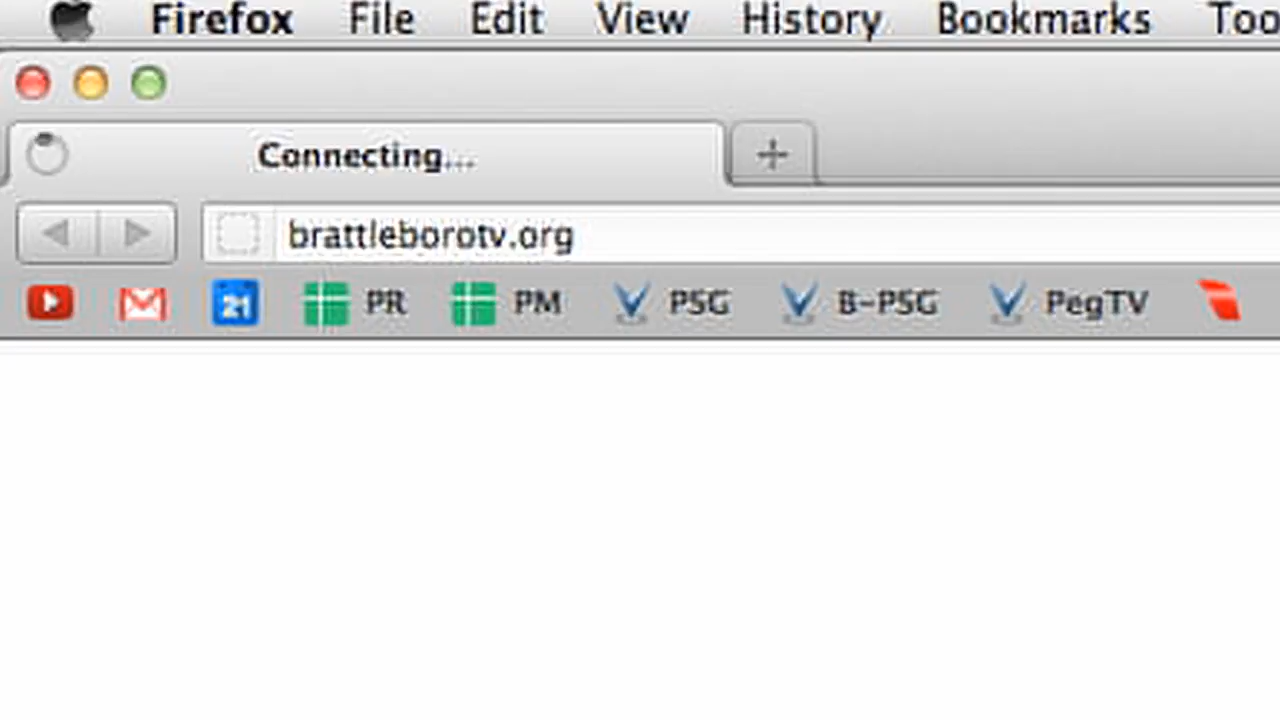 Firefox File Edit View History Bookmarks Too
Connecting...
brattleborotv.org
21 PR PM PSG B-PSG PegTV